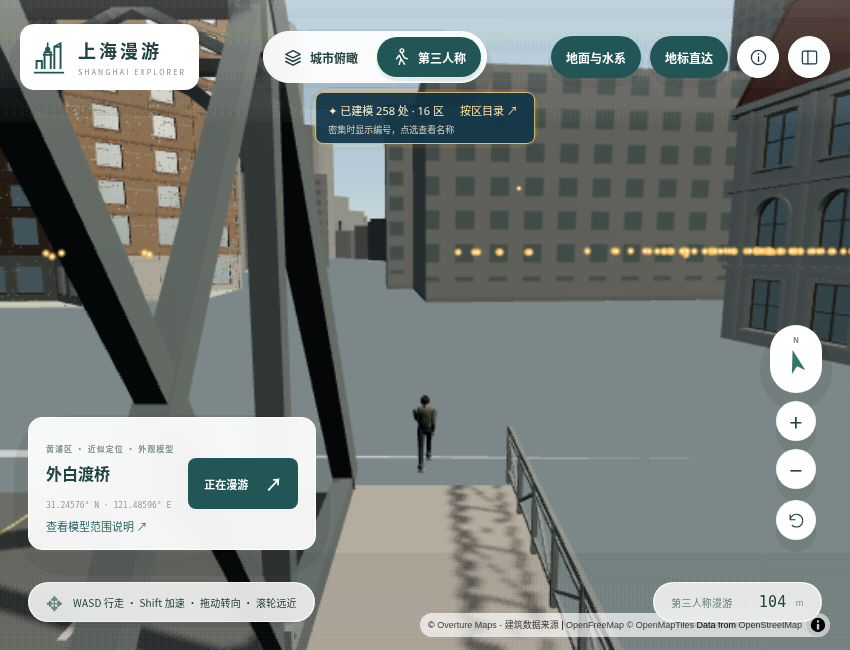 上海漫游
SHANGHAI EXPLORER
城市俯瞰
第三人称
地面与水系
地标直达
✦ 已建模 258 处 · 16 区 按区目录 ↗
密集时显示编号，点选查看名称
N
+
−
黄浦区 · 近似定位 · 外观模型
外白渡桥
31.24576° N · 121.48596° E
查看模型范围说明 ↗
正在漫游 ↗
WASD 行走 · Shift 加速 · 拖动转向 · 滚轮远近
第三人称漫游 104 m
© Overture Maps · 建筑数据来源 | OpenFreeMap © OpenMapTiles Data from OpenStreetMap